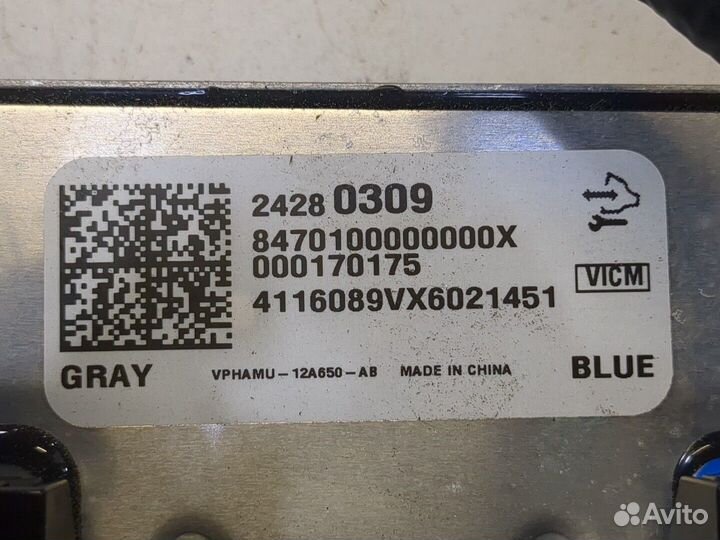 2428 0309
8470100000000X
000170175
4116089VX6021451
VICM
GRAY VPHAMU-12A650-AB MADE IN CHINA BLUE
Avito